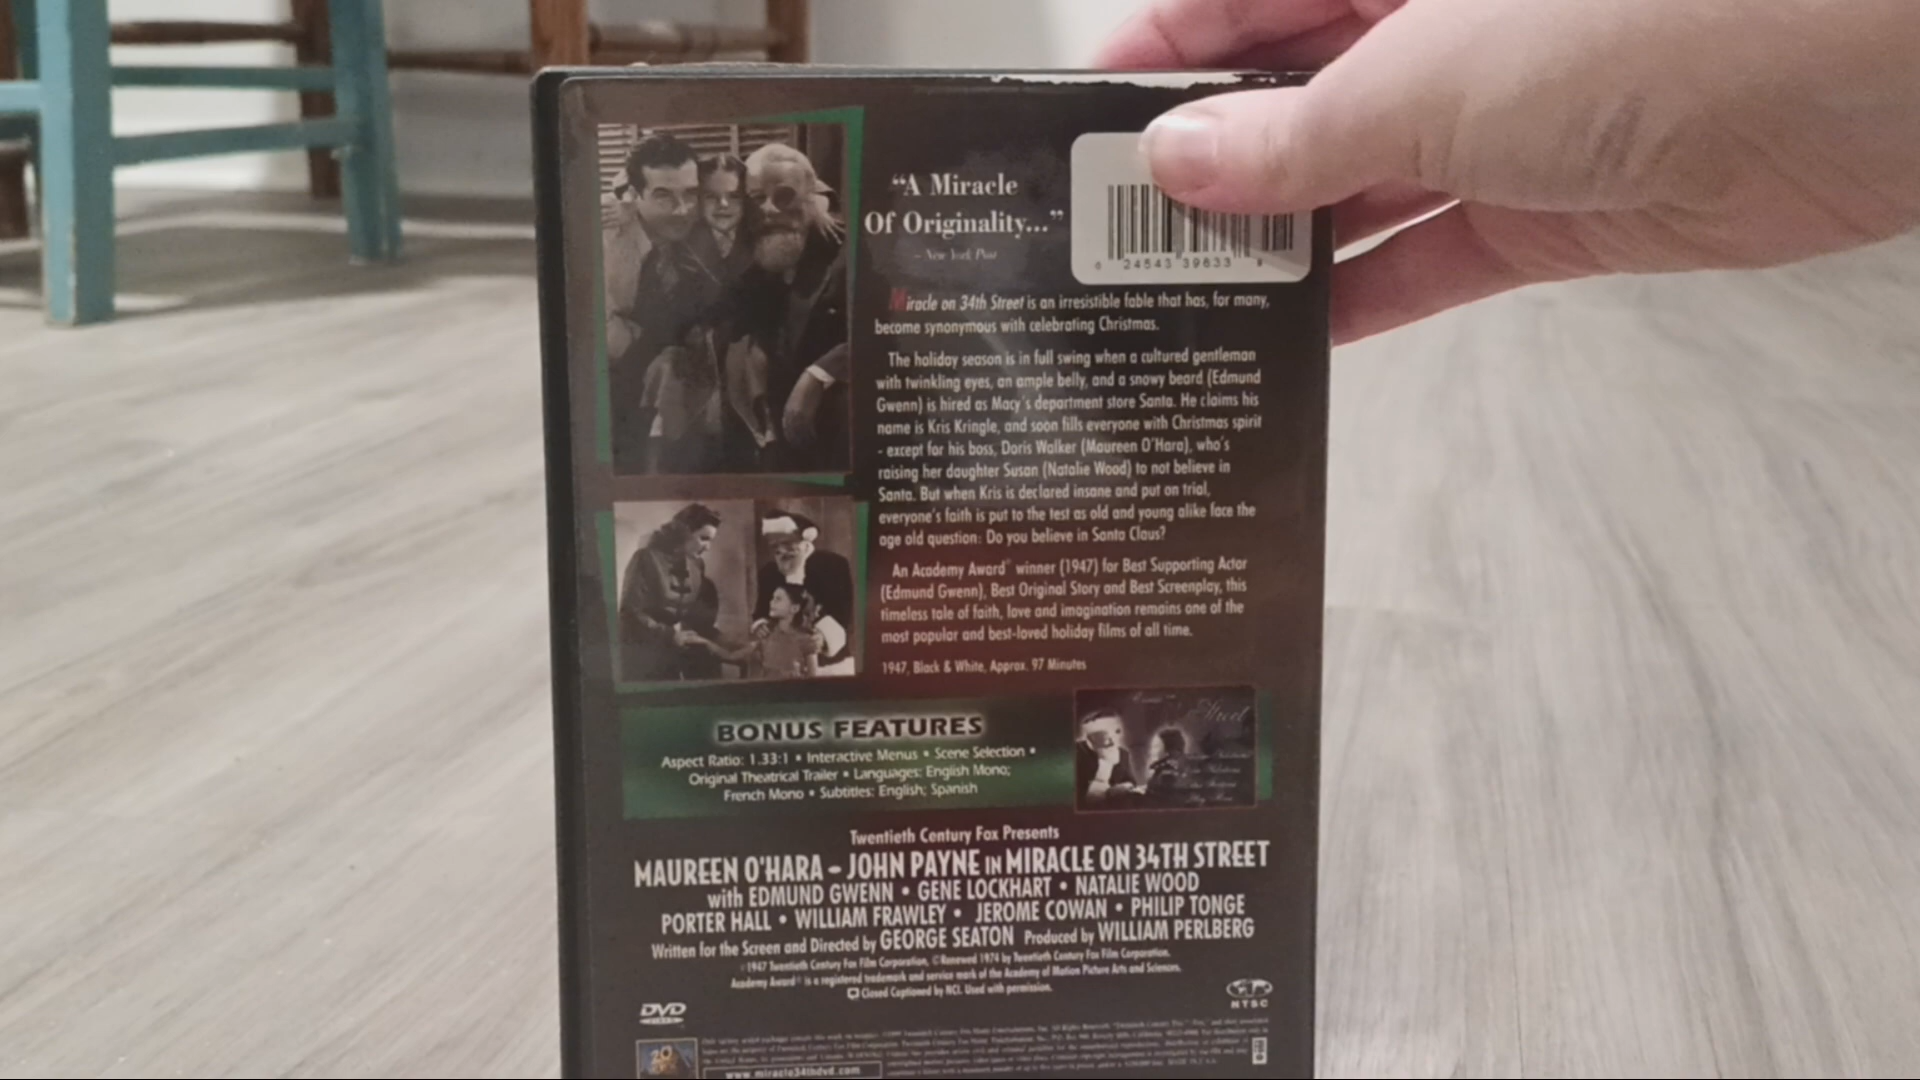 “A Miracle
Of Originality...”
- New York Post
24543 39633
Miracle on 34th Street is an irresistible fable that has, for many,
become synonymous with celebrating Christmas.
The holiday season is in full swing when a cultured gentleman
with twinkling eyes, an ample belly, and a snowy beard (Edmund
Gwenn) is hired as Macy's department store Santa. He claims his
name is Kris Kringle, and soon fills everyone with Christmas spirit
- except for his boss, Doris Walker (Maureen O'Hara), who's
raising her daughter Susan (Natalie Wood) to not believe in
Santa. But when Kris is declared insane and put on trial,
everyone's faith is put to the test as old and young alike face the
age old question: Do you believe in Santa Claus?
An Academy Award® winner (1947) for Best Supporting Actor
(Edmund Gwenn), Best Original Story and Best Screenplay, this
timeless tale of faith, love and imagination remains one of the
most popular and best-loved holiday films of all time.
1947, Black & White, Approx. 97 Minutes
BONUS FEATURES
Aspect Ratio: 1.33:1 • Interactive Menus • Scene Selection •
Original Theatrical Trailer • Languages: English Mono;
French Mono • Subtitles: English; Spanish
Street
Twentieth Century Fox Presents
MAUREEN O'HARA - JOHN PAYNE IN MIRACLE ON 34TH STREET
with EDMUND GWENN • GENE LOCKHART • NATALIE WOOD
PORTER HALL • WILLIAM FRAWLEY • JEROME COWAN • PHILIP TONGE
Written for the Screen and Directed by GEORGE SEATON Produced by WILLIAM PERLBERG
1947 Twentieth Century Fox Film Corporation, ©Renewed 1974 by Twentieth Century Fox Film Corporation.
Academy Award® is a registered trademark and service mark of the Academy of Motion Picture Arts and Sciences.
Closed Captioned by NCI. Used with permission.
DVD
VIDEO
NTSC
20
www.miracle34thdvd.com